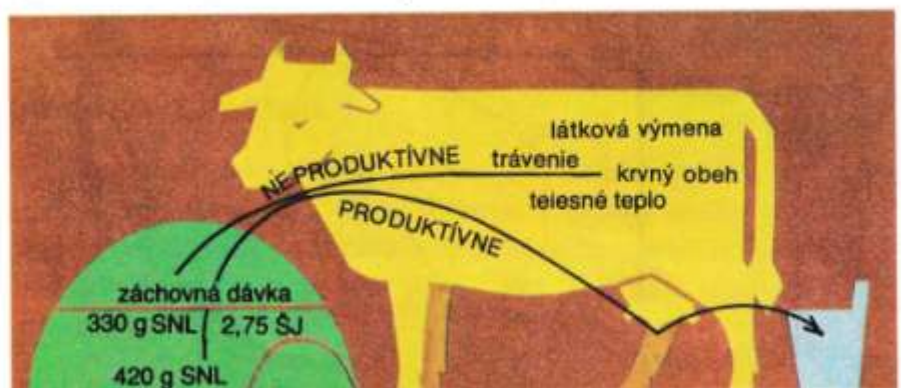 látková výmena
NEPRODUKTÍVNE
trávenie
krvný obeh
telesné teplo
PRODUKTÍVNE
záchovná dávka
330 g SNL
2,75 ŠJ
420 g SNL